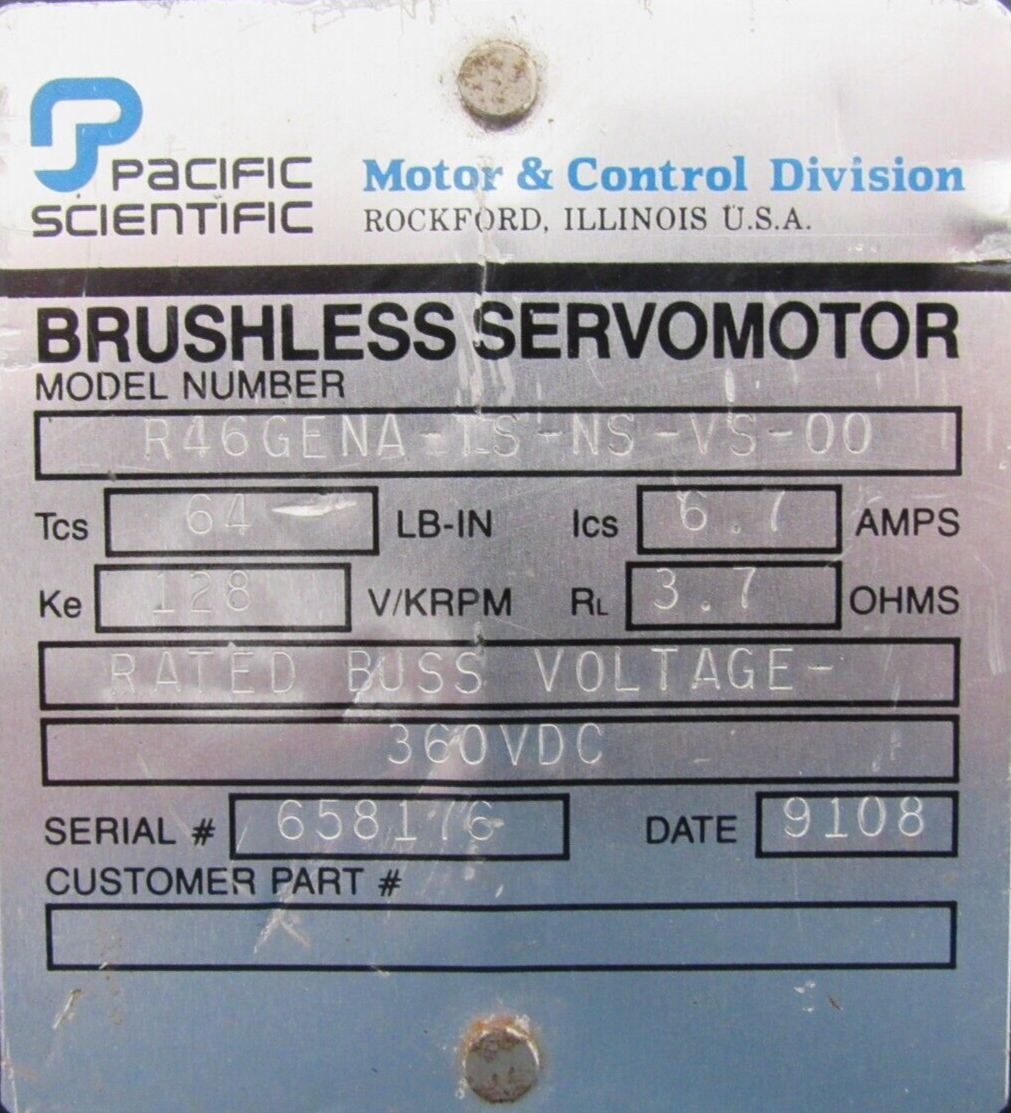 PACIFIC
SCIENTIFIC
Motor & Control Division
ROCKFORD, ILLINOIS U.S.A.
BRUSHLESS SERVOMOTOR
MODEL NUMBER
R46GENA-TS-NS-VS-00
Tcs 64 LB-IN Ics 6.7 AMPS
Ke 128 V/KRPM RL 3.7 OHMS
RATED BUSS VOLTAGE-
360VDC
SERIAL # 658176 DATE 9108
CUSTOMER PART #